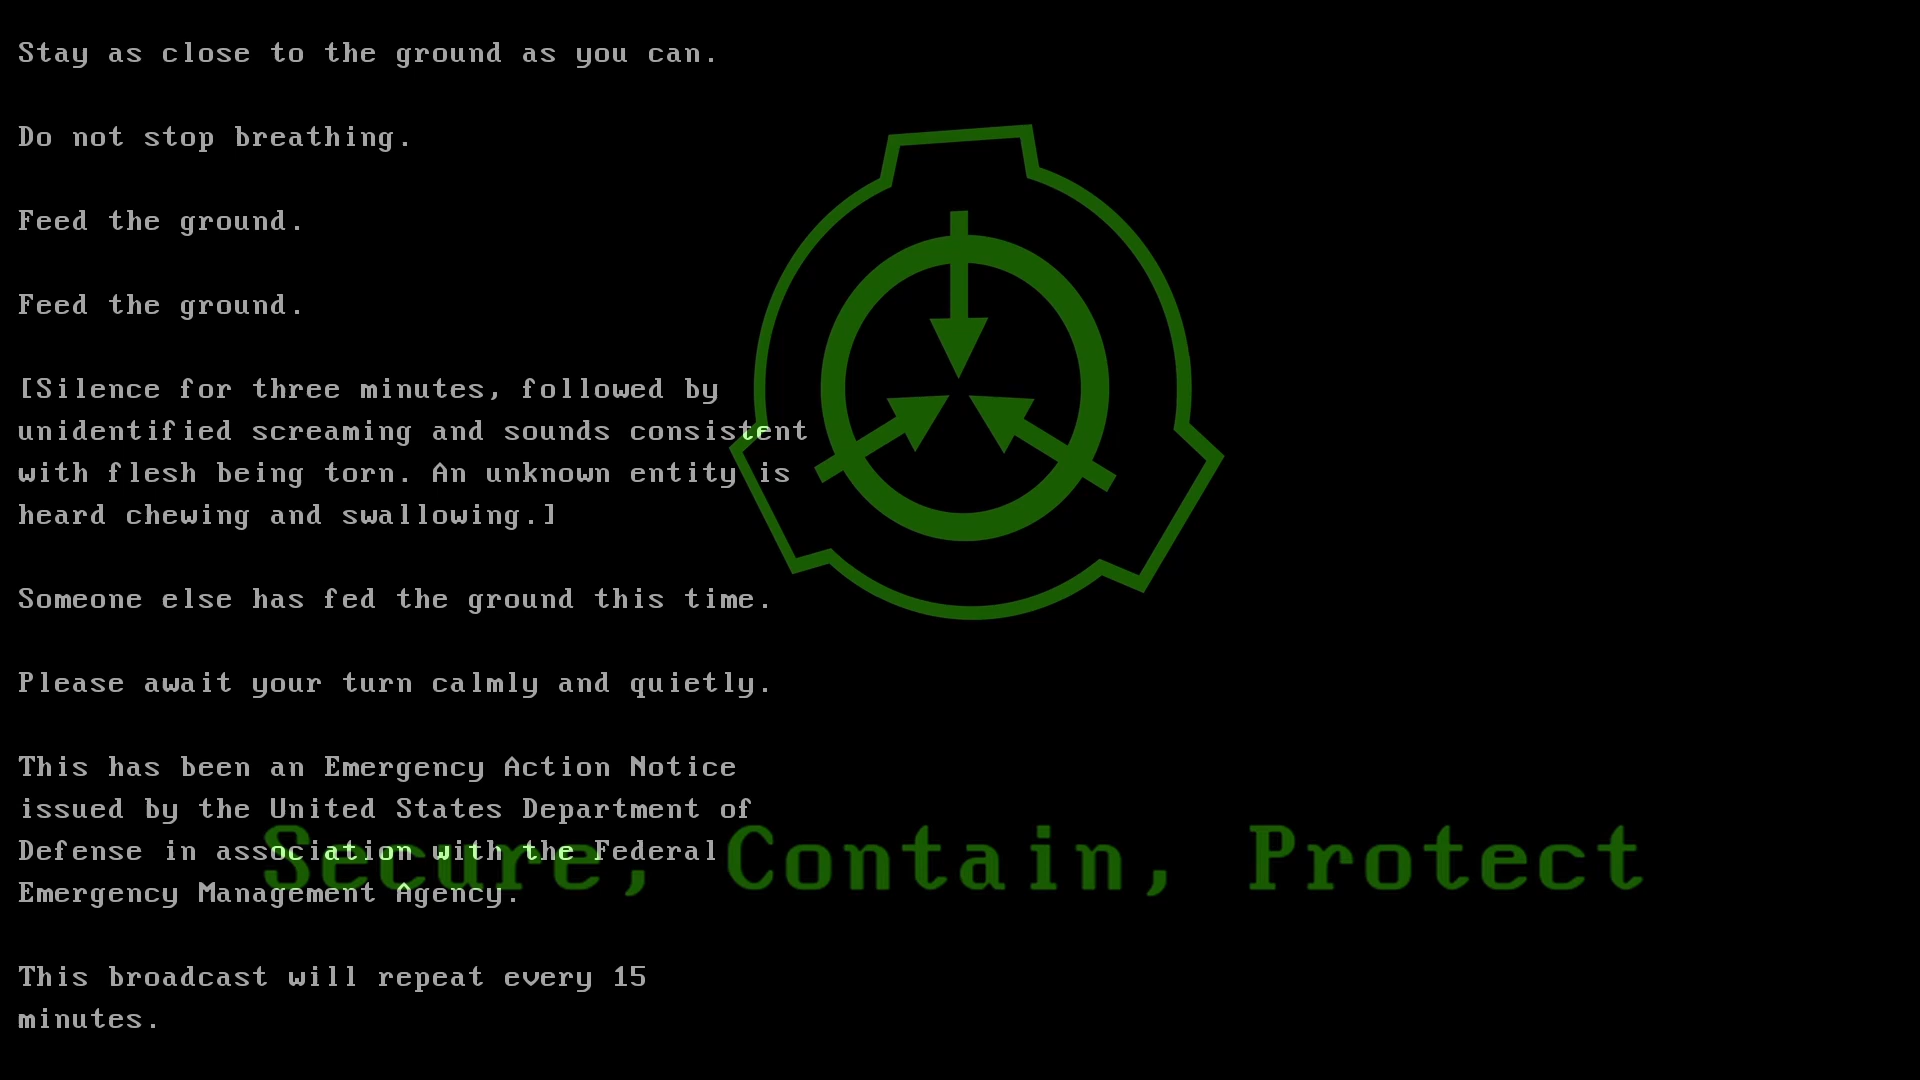 Stay as close to the ground as you can.
Do not stop breathing.
Feed the ground.
Feed the ground.
[Silence for three minutes, followed by
unidentified screaming and sounds consistent
with flesh being torn. An unknown entity is
heard chewing and swallowing.]
Someone else has fed the ground this time.
Please await your turn calmly and quietly.
This has been an Emergency Action Notice
issued by the United States Department of
Defense in association with the Federal
Emergency Management Agency.
Secure, Contain, Protect
This broadcast will repeat every 15
minutes.